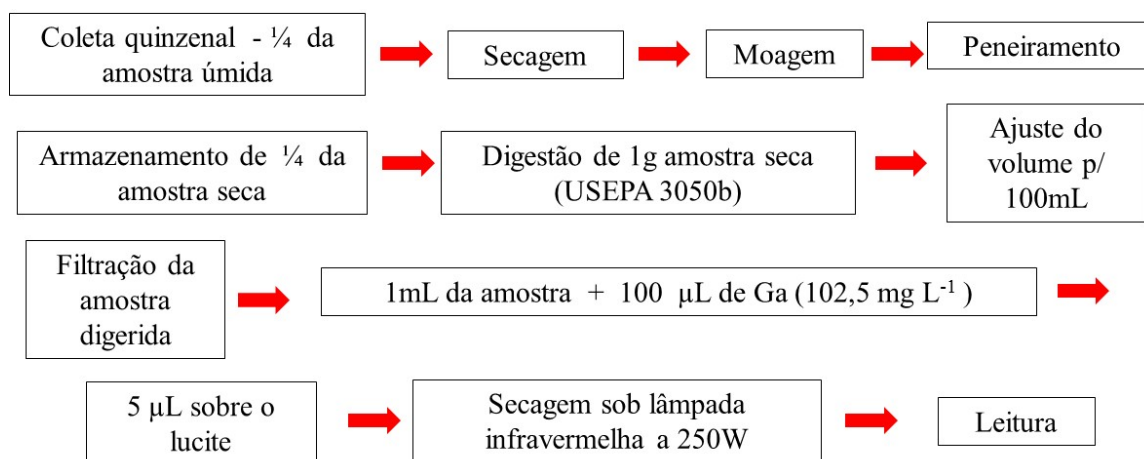 Coleta quinzenal - ¼ da
amostra úmida
Secagem
Moagem
Peneiramento
Armazenamento de ¼ da
amostra seca
Digestão de 1g amostra seca
(USEPA 3050b)
Ajuste do
volume p/
100mL
Filtração da
amostra
digerida
1mL da amostra + 100 µL de Ga (102,5 mg L⁻¹ )
5 µL sobre o
lucite
Secagem sob lâmpada
infravermelha a 250W
Leitura